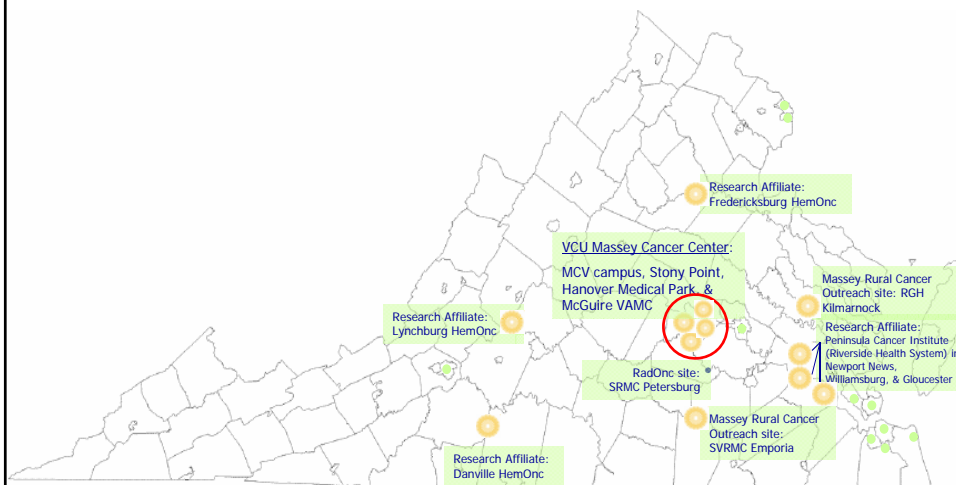 Research Affiliate:
Fredericksburg HemOnc
VCU Massey Cancer Center:
MCV campus, Stony Point,
Hanover Medical Park, &
McGuire VAMC
Massey Rural Cancer
Outreach site: RGH
Kilmarnock
Research Affiliate:
Lynchburg HemOnc
Research Affiliate:
Peninsula Cancer Institute
(Riverside Health System) in
Newport News,
Williamsburg, & Gloucester
RadOnc site:
SRMC Petersburg
Massey Rural Cancer
Outreach site:
SVRMC Emporia
Research Affiliate:
Danville HemOnc